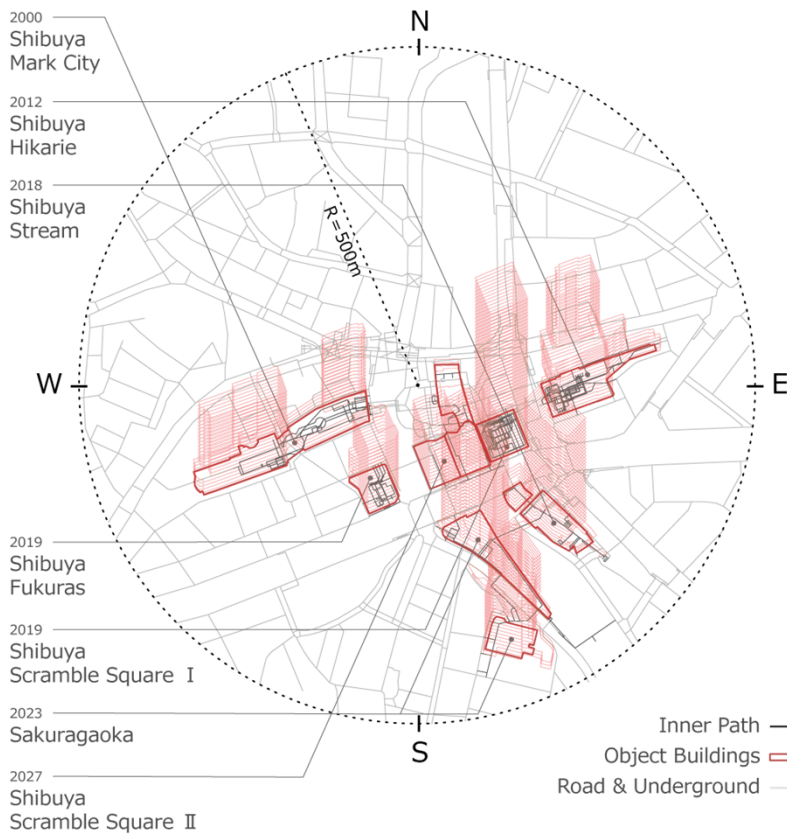 2000
Shibuya
Mark City
2012
Shibuya
Hikarie
2018
Shibuya
Stream
2019
Shibuya
Fukuras
2019
Shibuya
Scramble Square Ⅰ
2023
Sakuragaoka
2027
Shibuya
Scramble Square Ⅱ
N
R=500m
W
E
S
Inner Path
Object Buildings
Road & Underground